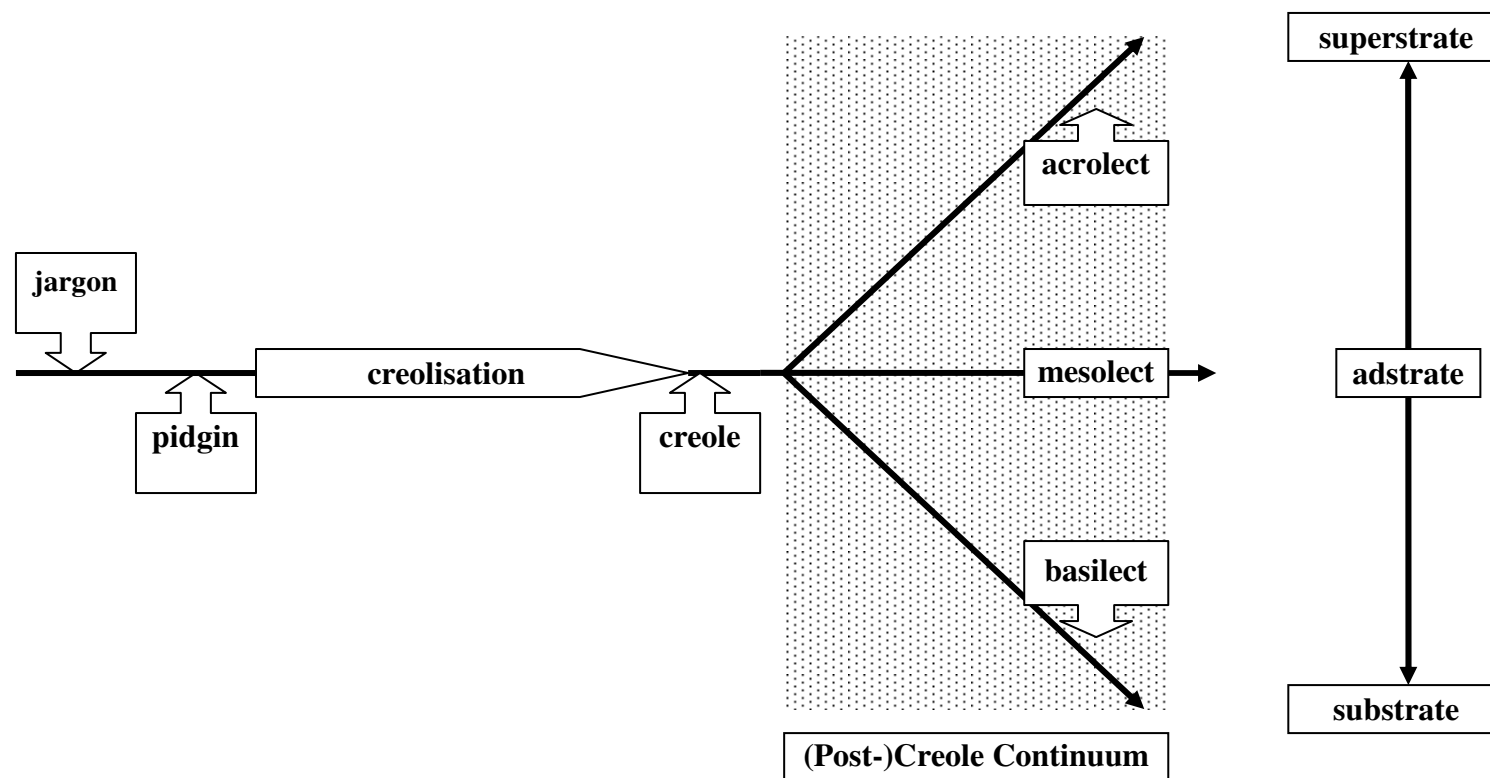 superstrate
acrolect
jargon
creolisation
mesolect
adstrate
pidgin
creole
basilect
substrate
(Post-)Creole Continuum